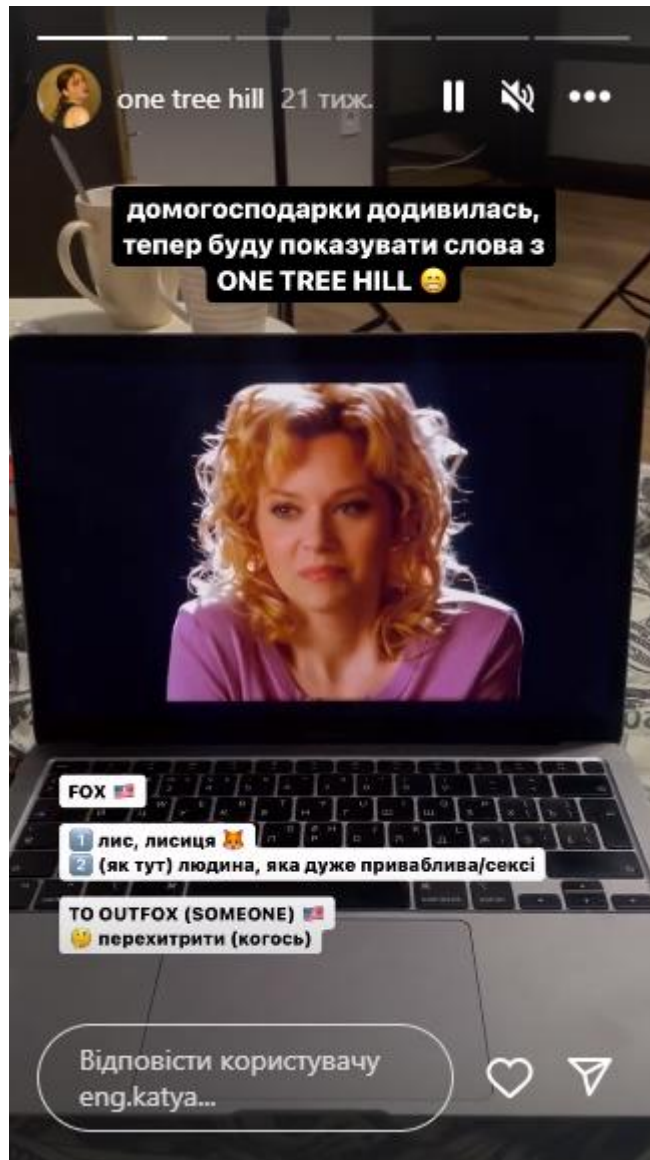 one tree hill 21 тиж.
домогосподарки додивилась,
тепер буду показувати слова з
ONE TREE HILL 😁
FOX 🇺🇸
1️⃣ лис, лисиця 🦊
2️⃣ (як тут) людина, яка дуже приваблива/сексі
TO OUTFOX (SOMEONE) 🇺🇸
🤔 перехитрити (когось)
Відповісти користувачу
eng.katya...